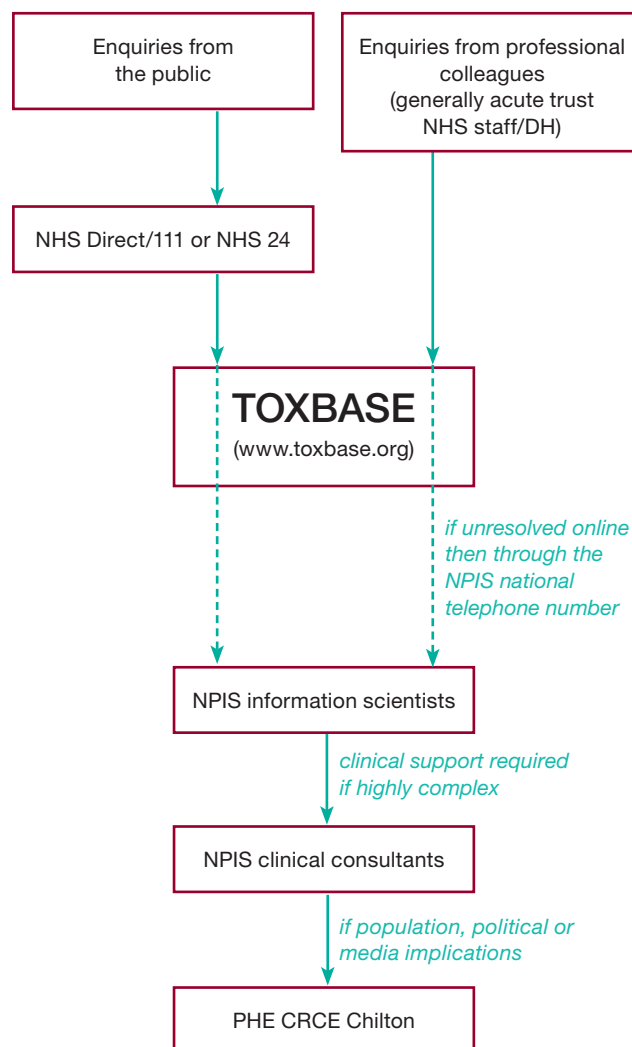 Enquiries from
the public
Enquiries from professional
colleagues
(generally acute trust
NHS staff/DH)
NHS Direct/111 or NHS 24
TOXBASE
(www.toxbase.org)
if unresolved online
then through the
NPIS national
telephone number
NPIS information scientists
clinical support required
if highly complex
NPIS clinical consultants
if population, political or
media implications
PHE CRCE Chilton